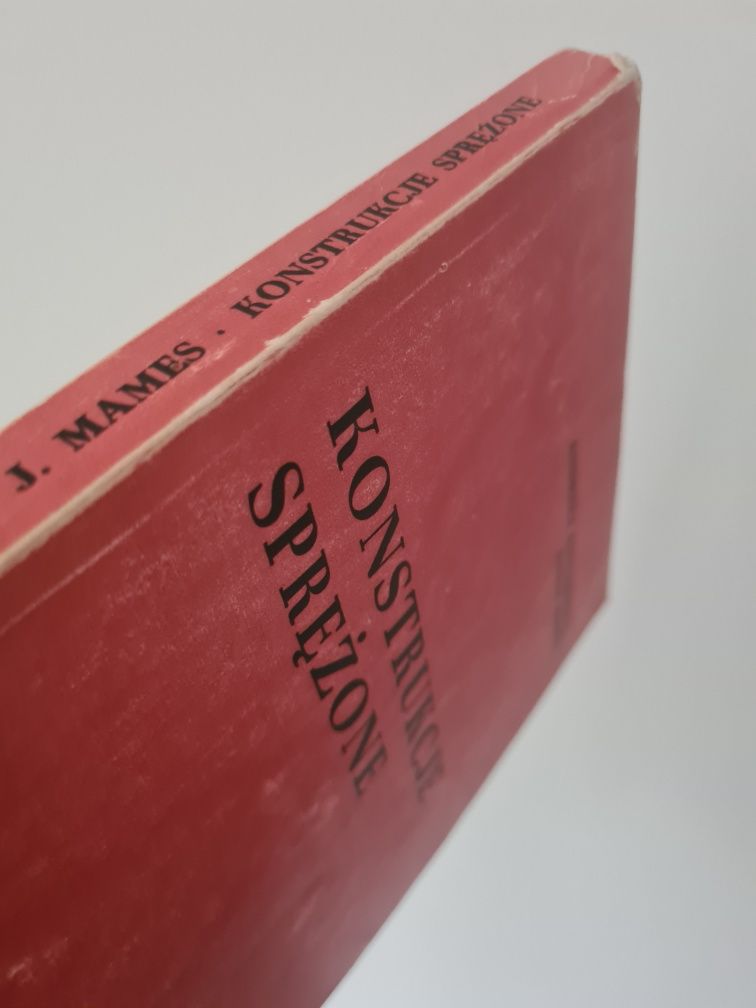 J. MAMES · KONSTRUKCJE SPRĘŻONE
KONSTRUKCJE
SPRĘŻONE